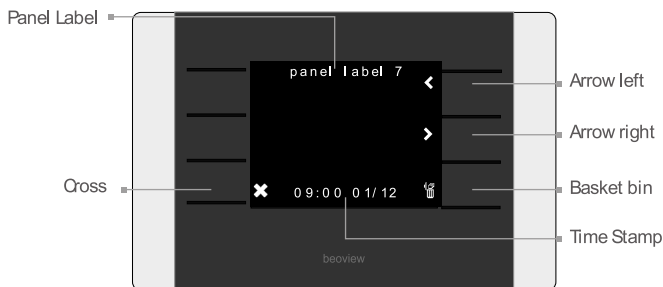 Panel Label
panel label 7
Arrow left
Arrow right
Cross
09:00 01/12
Basket bin
Time Stamp
beoview